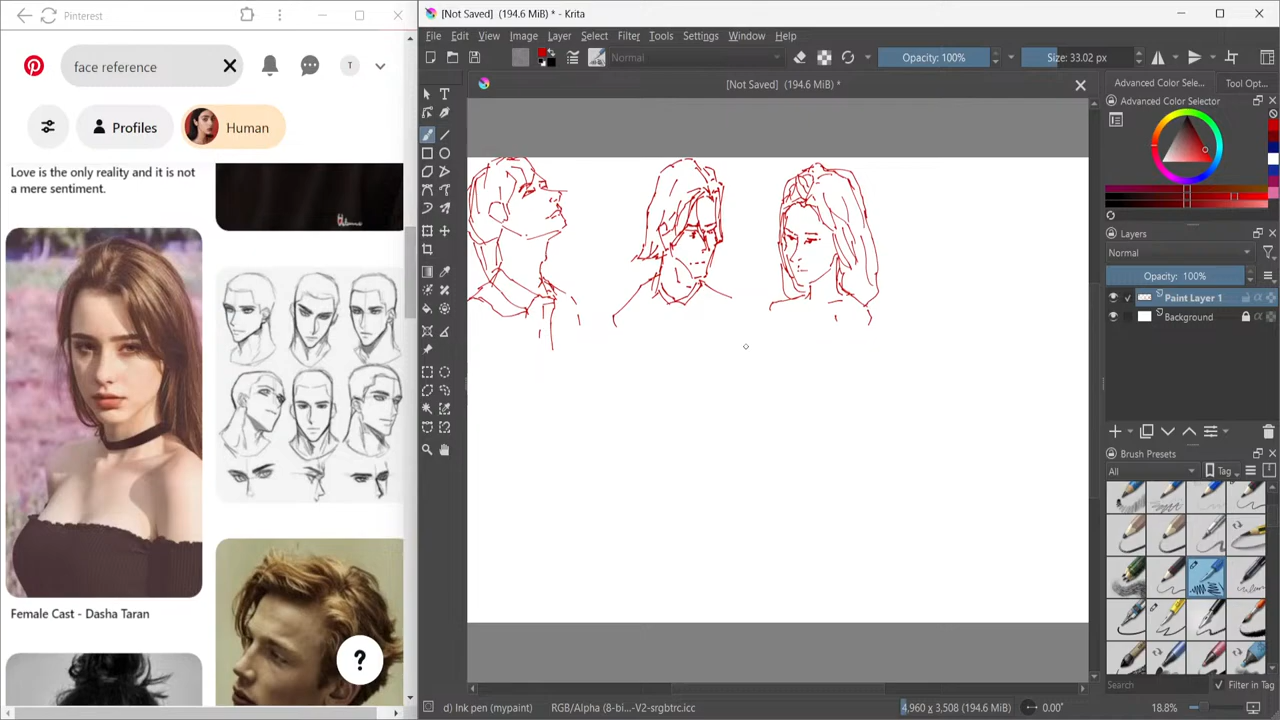 Pinterest
face reference
T
Profiles
Human
Love is the only reality and it is not
a mere sentiment.
Female Cast - Dasha Taran
?
[Not Saved] (194.6 MiB) * - Krita
File Edit View Image Layer Select Filter Tools Settings Window Help
Normal
Opacity: 100%
Size: 33.02 px
[Not Saved] (194.6 MiB) *
Advanced Color Sele...
Tool Opt...
Advanced Color Selector
Layers
Normal
Opacity: 100%
Paint Layer 1
Background
Brush Presets
All
Tag
Search
Filter in Tag
d) Ink pen (mypaint)
RGB/Alpha (8-bi...-V2-srgbtrc.icc
4,960 x 3,508 (194.6 MiB)
0.00°
18.8%